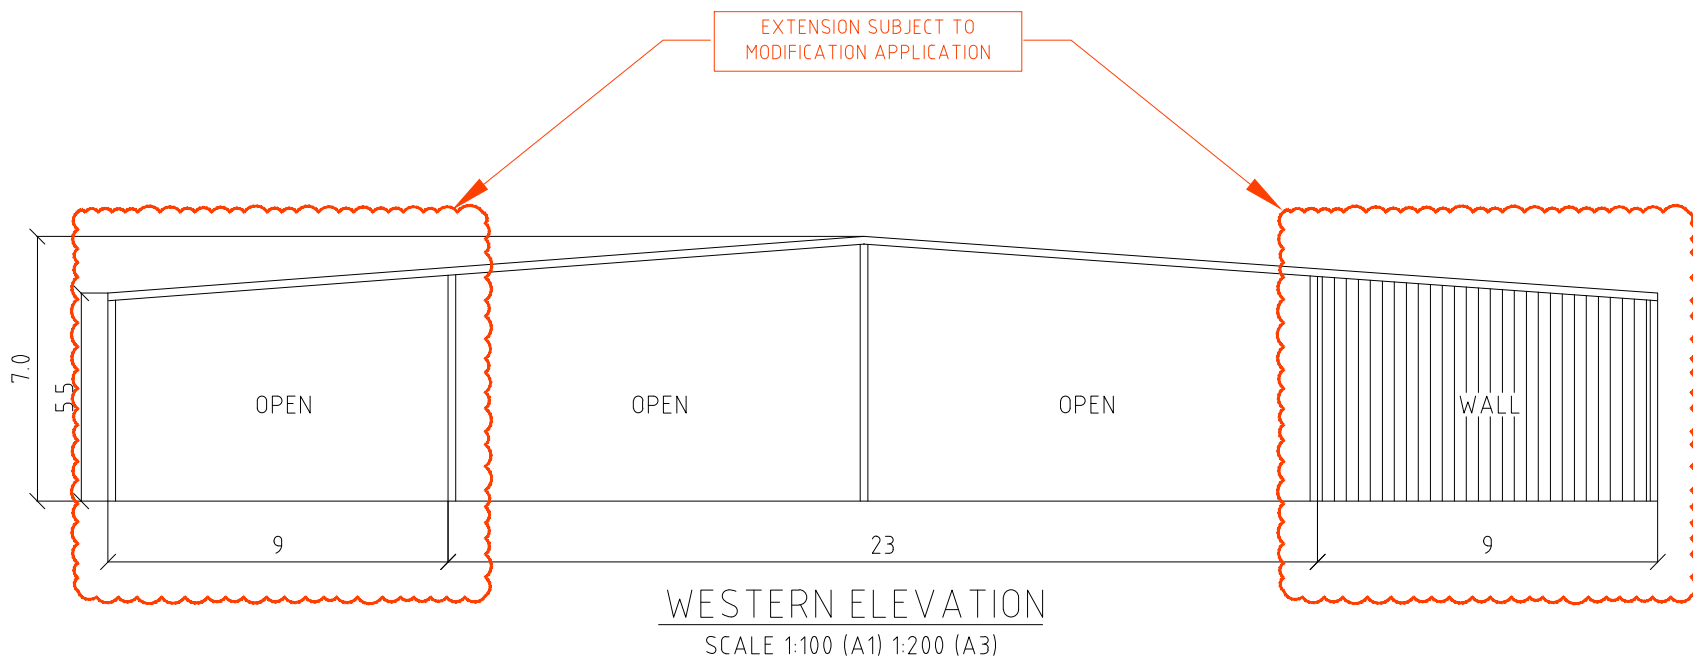 EXTENSION SUBJECT TO
MODIFICATION APPLICATION
7.0
5.5
OPEN
OPEN
OPEN
WALL
9
23
9
WESTERN ELEVATION
SCALE 1:100 (A1) 1:200 (A3)